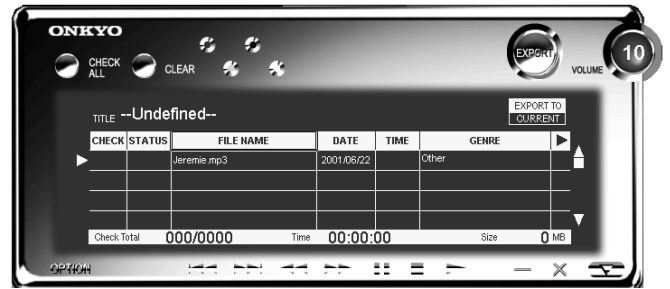 ONKYO
CHECK ALL
CLEAR
EXPORT
VOLUME
10
TITLE --Undefined--
EXPORT TO
CURRENT
CHECK STATUS FILE NAME DATE TIME GENRE
Jeremie.mp3 2001/06/22 Other
Check Total 000/0000 Time 00:00:00 Size 0 MB
OPTION